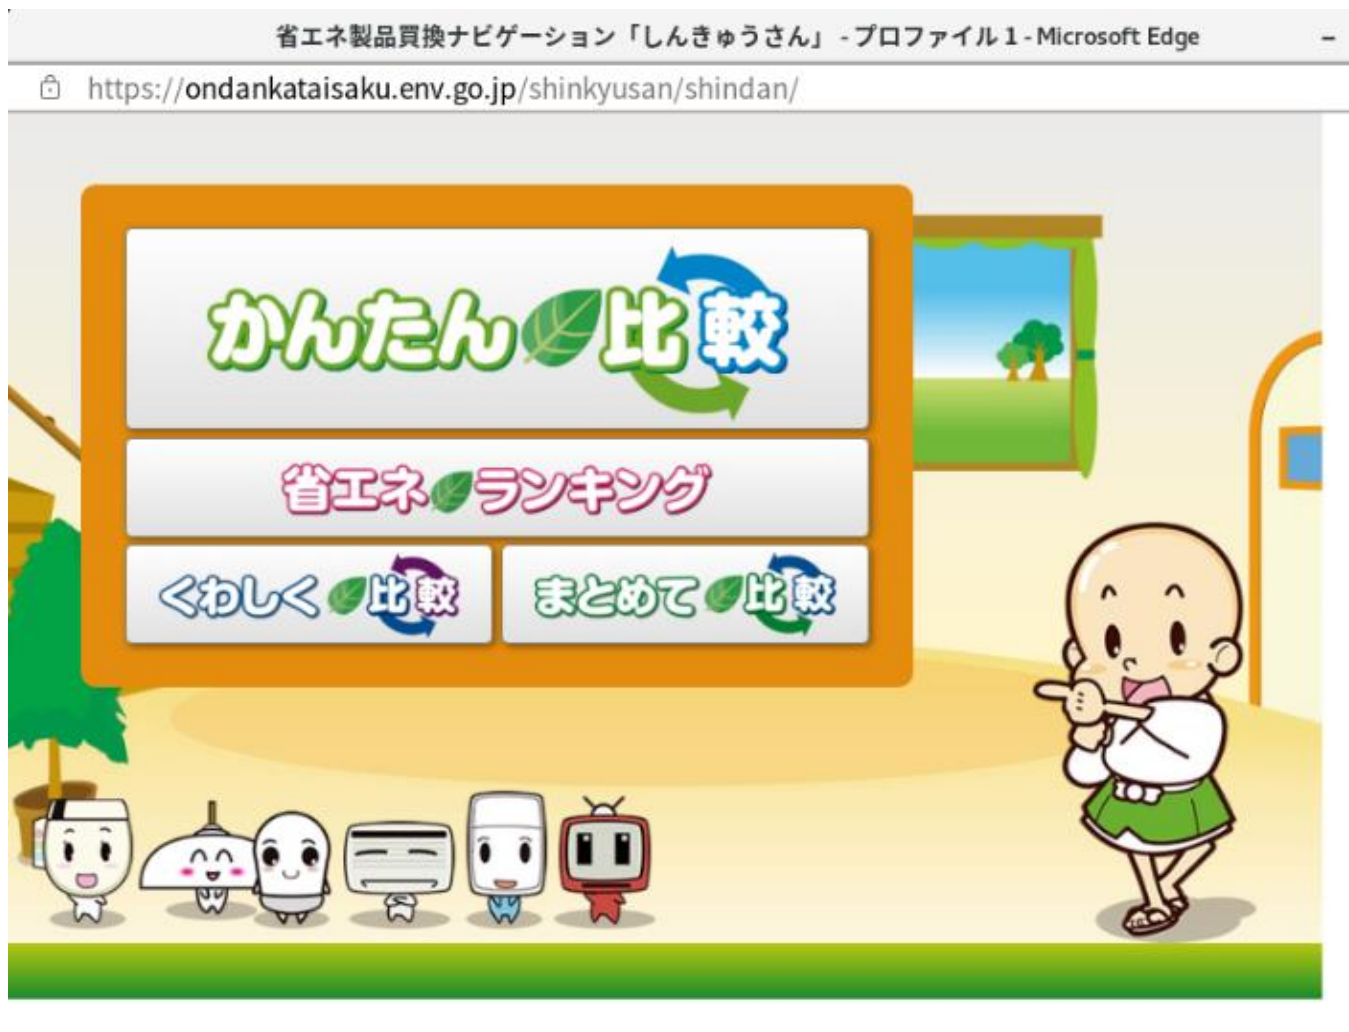 省エネ製品買換ナビゲーション「しんきゅうさん」 - プロファイル 1 - Microsoft Edge
https://ondankataisaku.env.go.jp/shinkyusan/shindan/
かんたん比較
省エネランキング
くわしく比較
まとめて比較